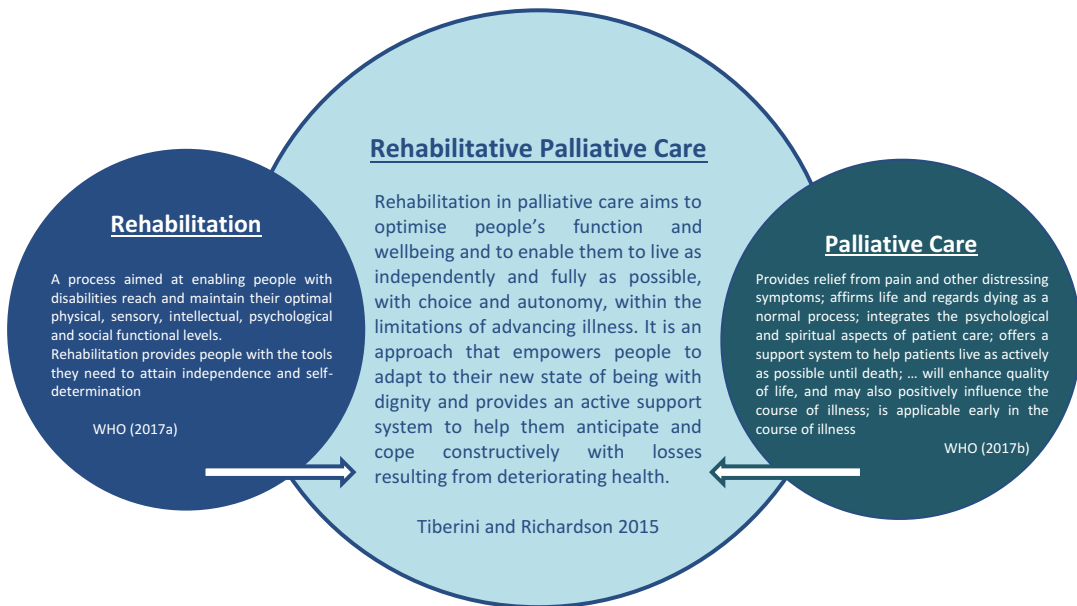 Rehabilitation
A process aimed at enabling people with
disabilities reach and maintain their optimal
physical, sensory, intellectual, psychological
and social functional levels.
Rehabilitation provides people with the tools
they need to attain independence and self-
determination
WHO (2017a)
Rehabilitative Palliative Care
Rehabilitation in palliative care aims to
optimise people’s function and
wellbeing and to enable them to live as
independently and fully as possible,
with choice and autonomy, within the
limitations of advancing illness. It is an
approach that empowers people to
adapt to their new state of being with
dignity and provides an active support
system to help them anticipate and
cope constructively with losses
resulting from deteriorating health.
Tiberini and Richardson 2015
Palliative Care
Provides relief from pain and other distressing
symptoms; affirms life and regards dying as a
normal process; integrates the psychological
and spiritual aspects of patient care; offers a
support system to help patients live as actively
as possible until death; … will enhance quality
of life, and may also positively influence the
course of illness; is applicable early in the
course of illness
WHO (2017b)